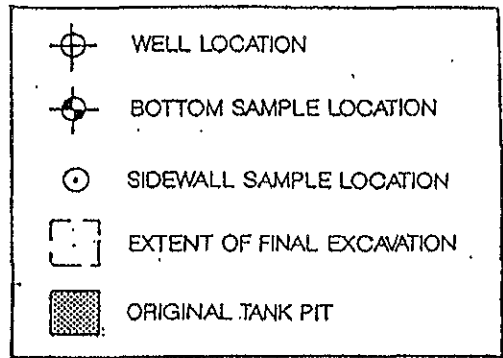 WELL LOCATION
BOTTOM SAMPLE LOCATION
SIDEWALL SAMPLE LOCATION
EXTENT OF FINAL EXCAVATION
ORIGINAL TANK PIT